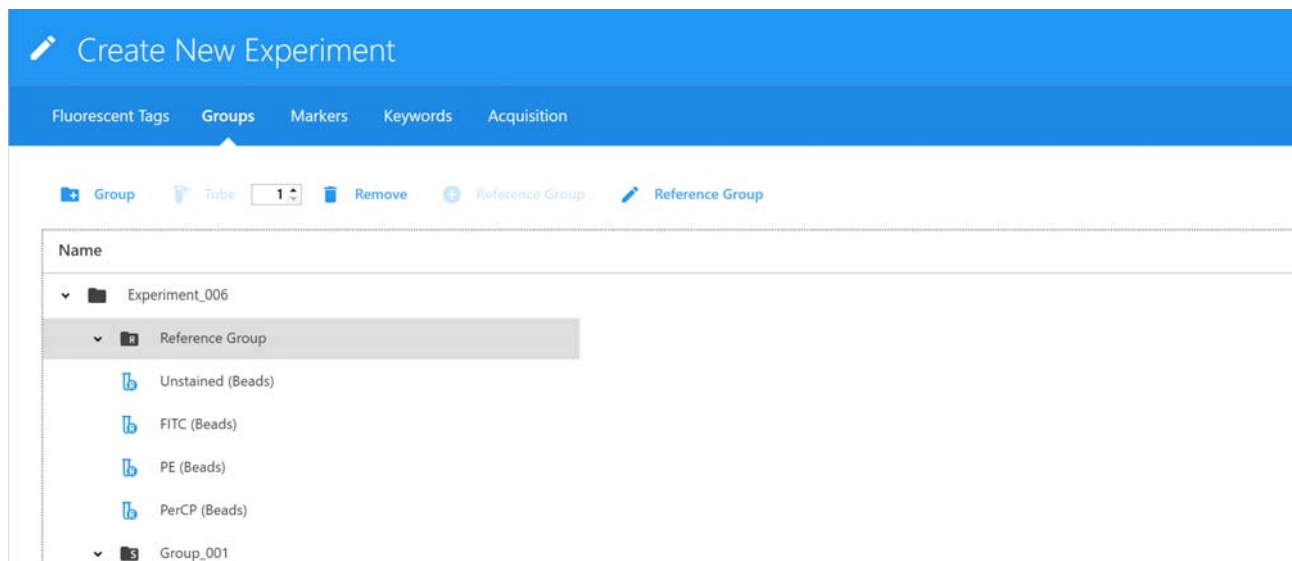 Create New Experiment
Fluorescent Tags Groups Markers Keywords Acquisition
Group Tube 1 Remove Reference Group Reference Group
Name
Experiment_006
R Reference Group
Unstained (Beads)
FITC (Beads)
PE (Beads)
PerCP (Beads)
S Group_001